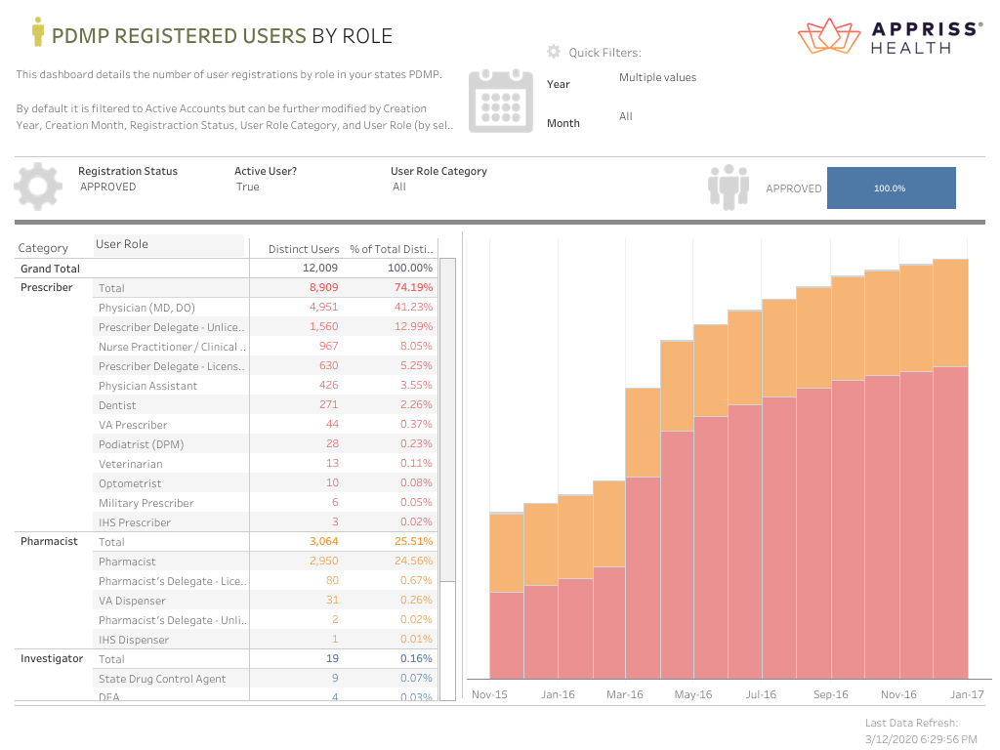 PDMP REGISTERED USERS BY ROLE
APPRISS®
HEALTH
Quick Filters:
This dashboard details the number of user registrations by role in your states PDMP.
Year Multiple values
By default it is filtered to Active Accounts but can be further modified by Creation
Year, Creation Month, Registraction Status, User Role Category, and User Role (by sel..
Month All
Registration Status Active User? User Role Category
APPROVED True All
APPROVED 100.0%
Category User Role Distinct Users % of Total Disti..
Grand Total 12,009 100.00%
Prescriber Total 8,909 74.19%
Physician (MD, DO) 4,951 41.23%
Prescriber Delegate - Unlice.. 1,560 12.99%
Nurse Practitioner / Clinical .. 967 8.05%
Prescriber Delegate - Licens.. 630 5.25%
Physician Assistant 426 3.55%
Dentist 271 2.26%
VA Prescriber 44 0.37%
Podiatrist (DPM) 28 0.23%
Veterinarian 13 0.11%
Optometrist 10 0.08%
Military Prescriber 6 0.05%
IHS Prescriber 3 0.02%
Pharmacist Total 3,064 25.51%
Pharmacist 2,950 24.56%
Pharmacist's Delegate - Lice.. 80 0.67%
VA Dispenser 31 0.26%
Pharmacist's Delegate - Unli.. 2 0.02%
IHS Dispenser 1 0.01%
Investigator Total 19 0.16%
State Drug Control Agent 9 0.07%
DEA 4 0.03%
Nov-15 Jan-16 Mar-16 May-16 Jul-16 Sep-16 Nov-16 Jan-17
Last Data Refresh:
3/12/2020 6:29:56 PM